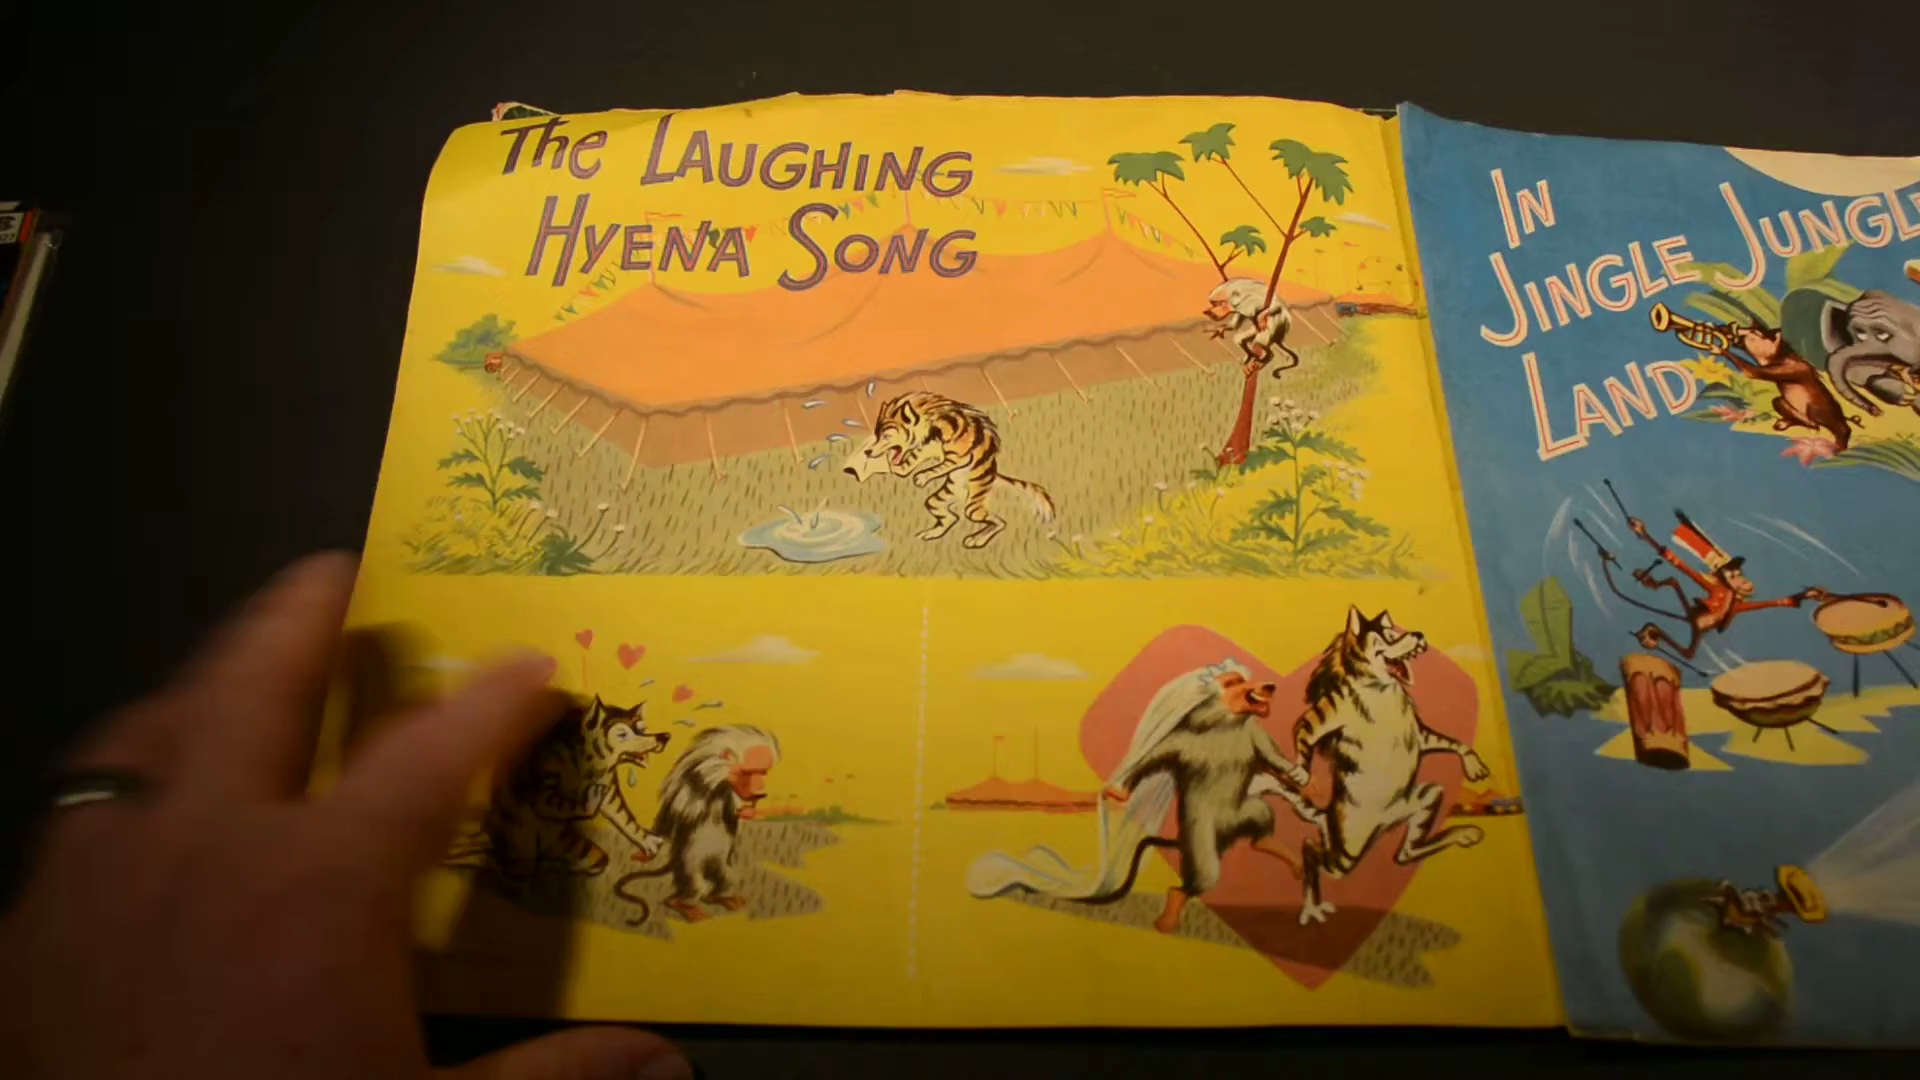 The LAUGHING
HYENA SONG
IN
JINGLE JUNGLE
LAND